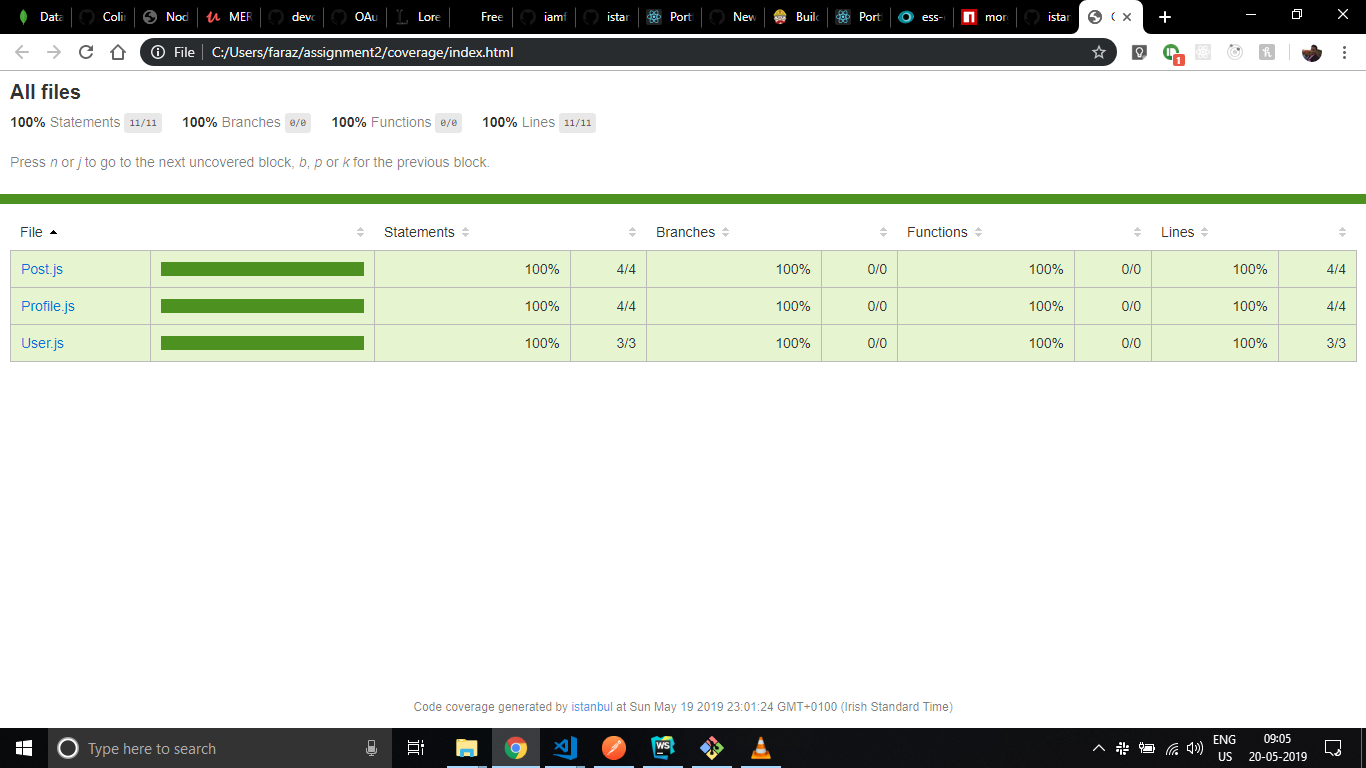 Data Coli Nod MER devc OAu Lore Free iamf istar Port New Build Port ess- mon istar C
File C:/Users/faraz/assignment2/coverage/index.html
1
All files
100% Statements 11/11 100% Branches 0/0 100% Functions 0/0 100% Lines 11/11
Press n or j to go to the next uncovered block, b, p or k for the previous block.
File Statements Branches Functions Lines
Post.js 100% 4/4 100% 0/0 100% 0/0 100% 4/4
Profile.js 100% 4/4 100% 0/0 100% 0/0 100% 4/4
User.js 100% 3/3 100% 0/0 100% 0/0 100% 3/3
Code coverage generated by istanbul at Sun May 19 2019 23:01:24 GMT+0100 (Irish Standard Time)
Type here to search
WS
ENG 09:05
US 20-05-2019